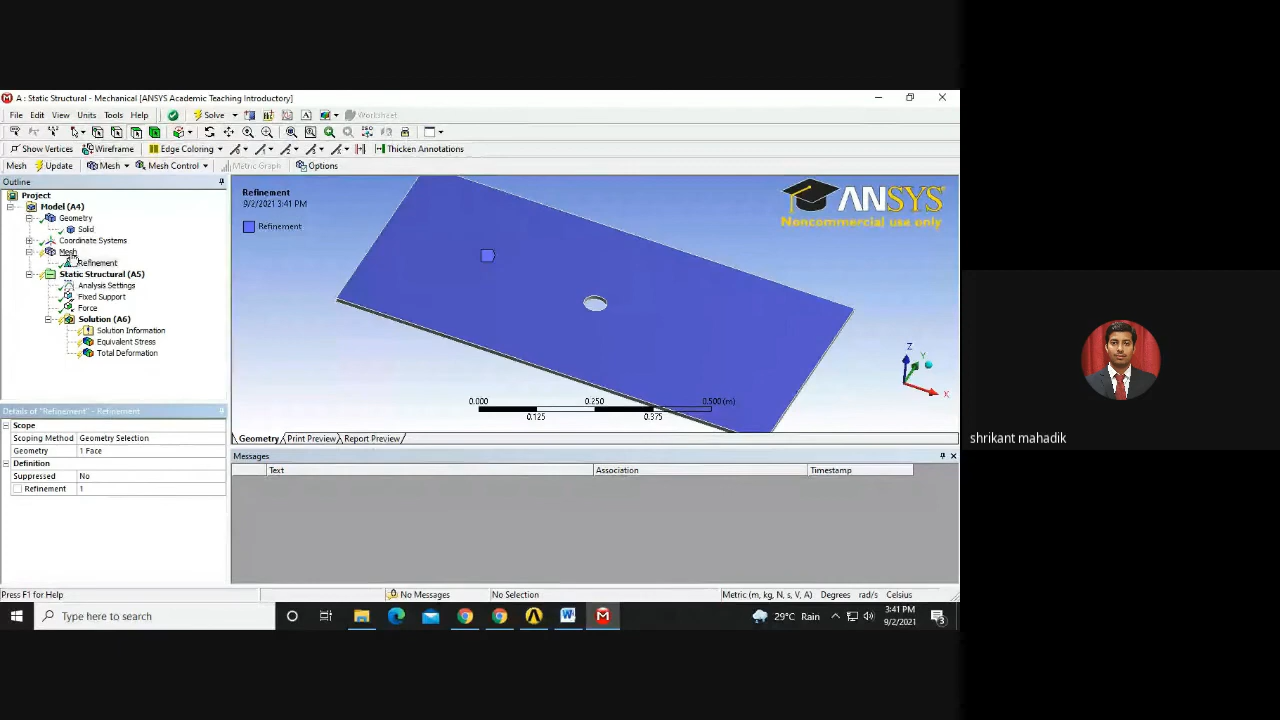 A : Static Structural - Mechanical [ANSYS Academic Teaching Introductory]
File Edit View Units Tools Help Solve Worksheet
Show Vertices Wireframe Edge Coloring Thicken Annotations
Mesh Update Mesh Mesh Control Metric Graph Options
Outline
Project
Model (A4)
Geometry
Solid
Coordinate Systems
Mesh
Refinement
Static Structural (A5)
Analysis Settings
Fixed Support
Force
Solution (A6)
Solution Information
Equivalent Stress
Total Deformation
Details of "Refinement" - Refinement
Scope
Scoping Method Geometry Selection
Geometry 1 Face
Definition
Suppressed No
Refinement 1
Refinement
9/2/2021 3:41 PM
Refinement
ANSYS
Noncommercial use only
Z
Y
X
0.000 0.250 0.500 (m)
0.125 0.375
Geometry Print Preview Report Preview
Messages
Text Association Timestamp
Press F1 for Help No Messages No Selection Metric (m, kg, N, s, V, A) Degrees rad/s Celsius
Type here to search
29°C Rain
3:41 PM
9/2/2021
3
shrikant mahadik